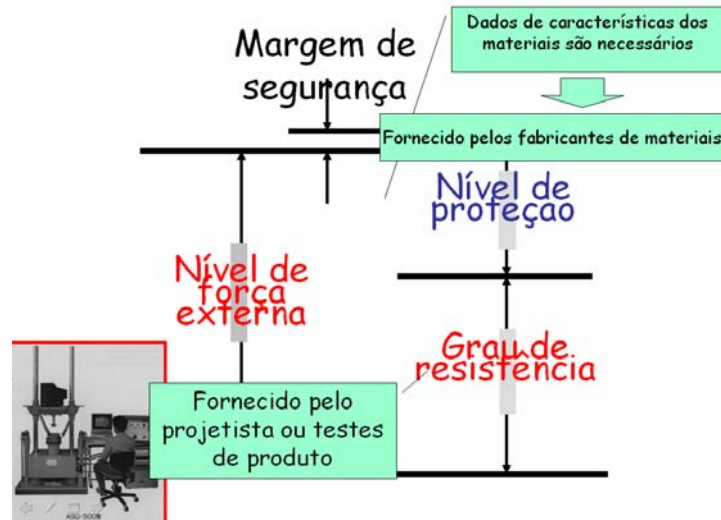 Margem de
segurança
Dados de características dos
materiais são necessários
Fornecido pelos fabricantes de materiais
Nível de
proteçao
Nível de
força
externa
Grau de
resistência
Fornecido pelo
projetista ou testes
de produto